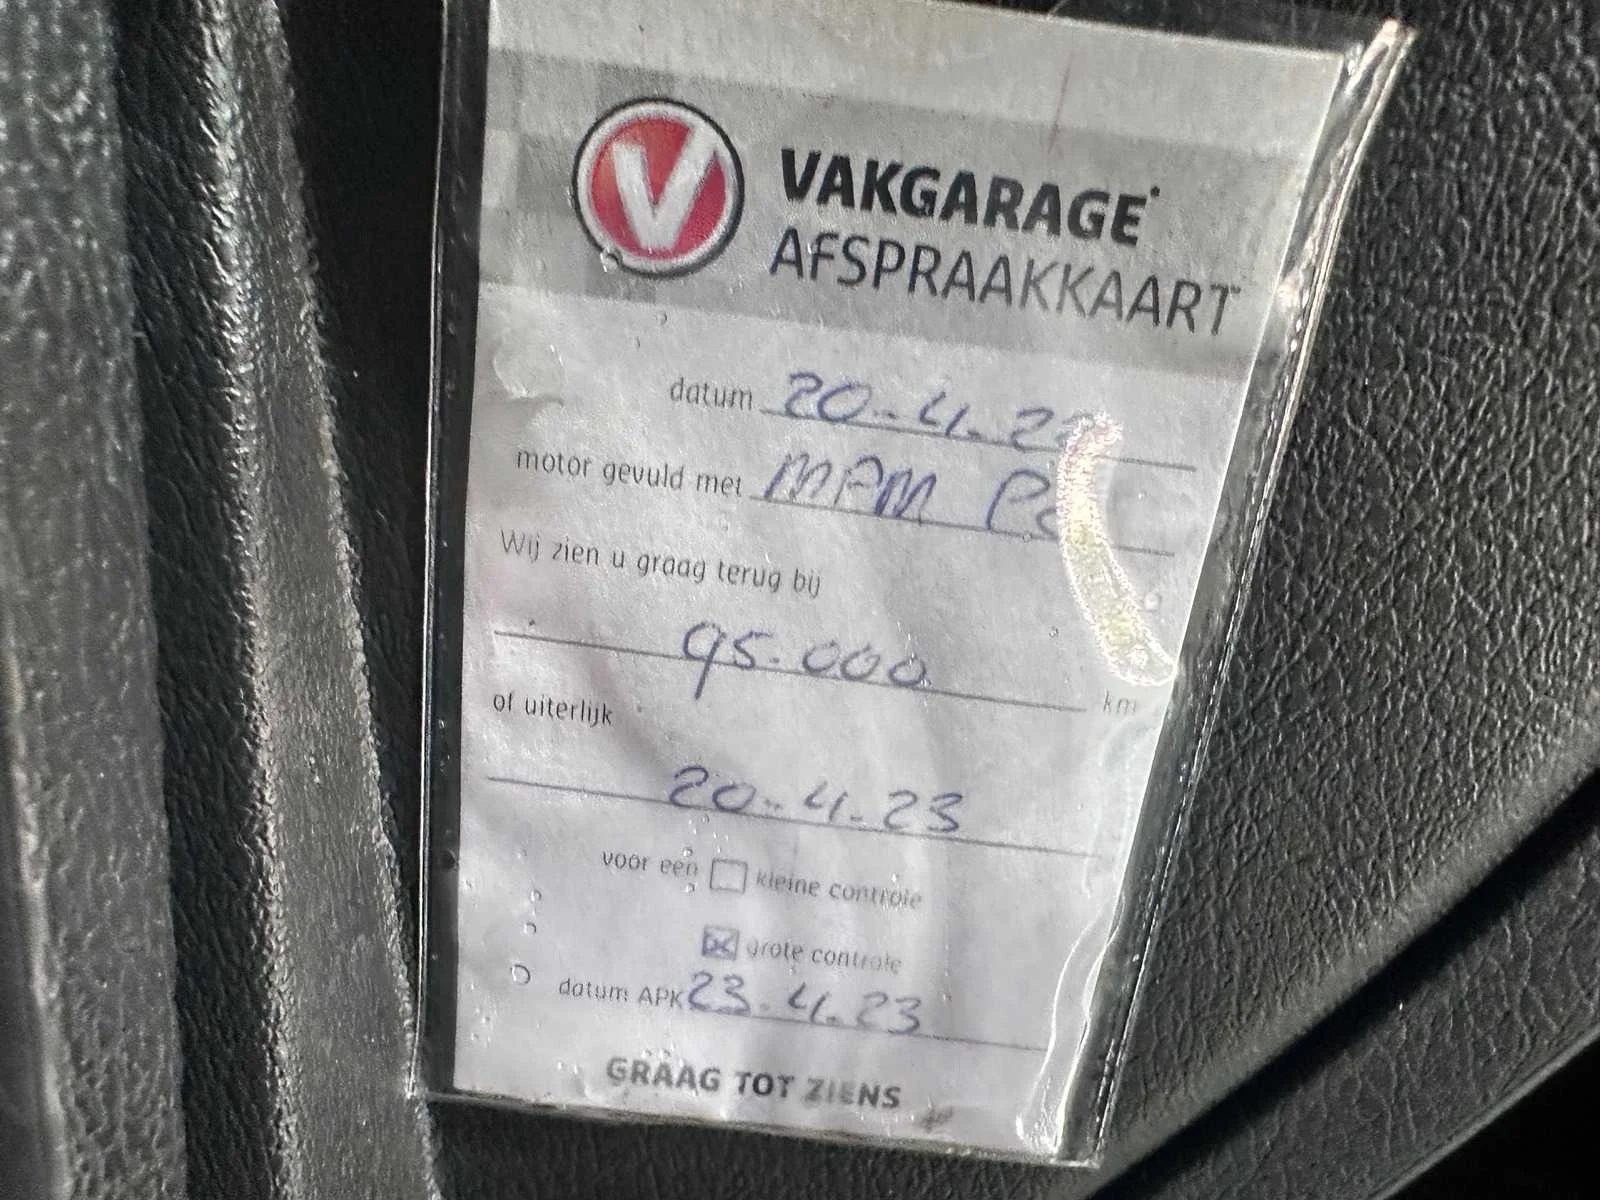 V
VAKGARAGE
AFSPRAAKKAART
datum 20-4-22
motor gevuld met MPM
Wij zien u graag terug bij
95.000 km
of uiterlijk
20-4-23
voor een kleine controle
grote controle
datum APK 23.4.23
GRAAG TOT ZIENS